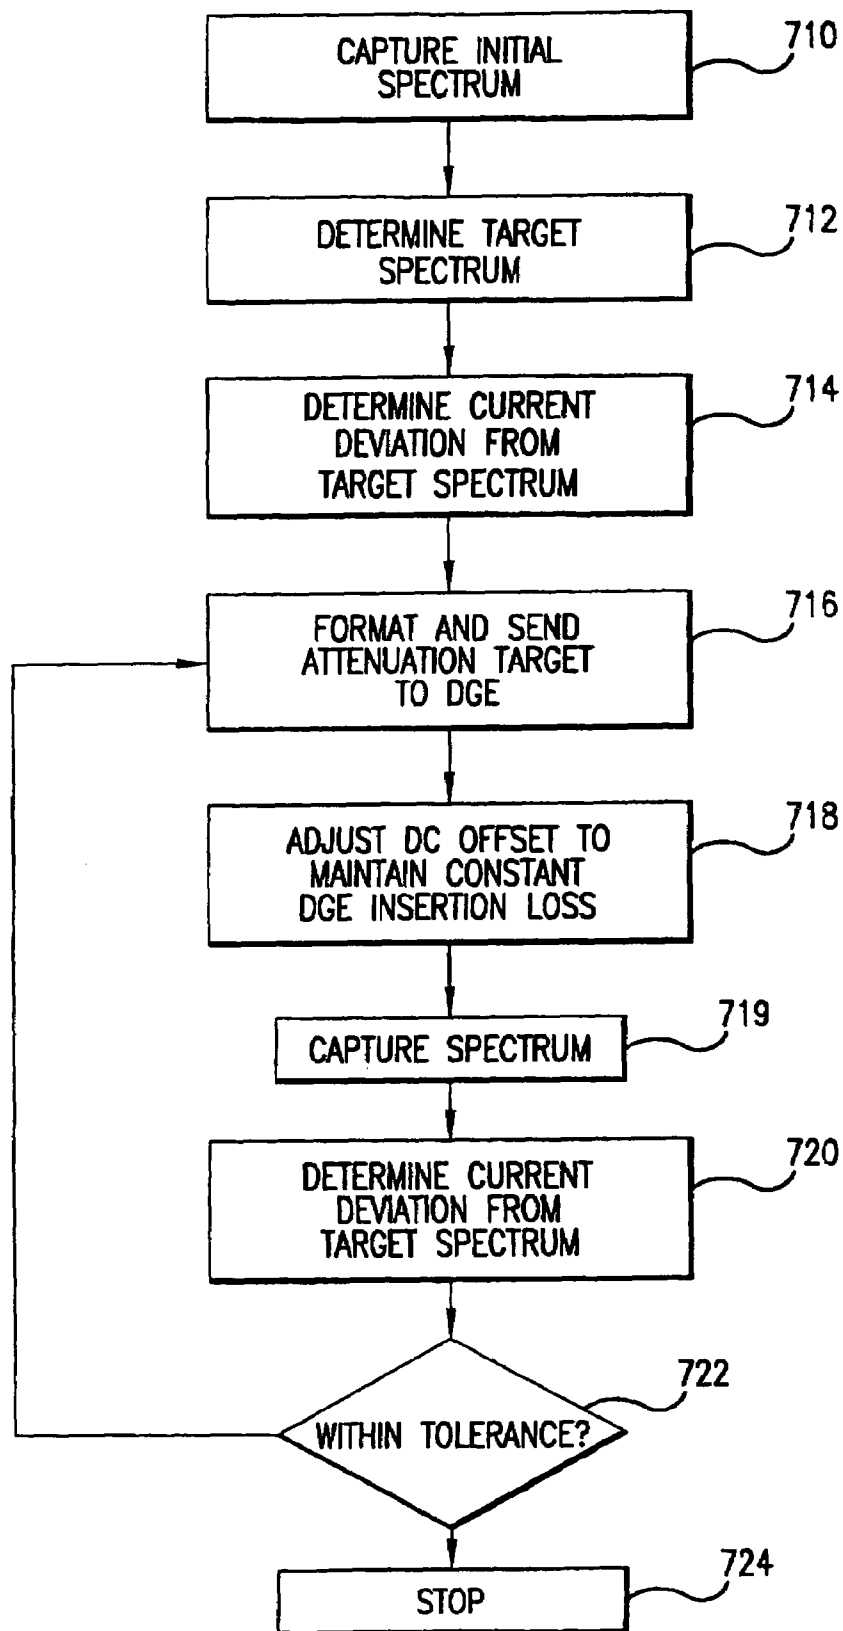 CAPTURE INITIAL
SPECTRUM
710
DETERMINE TARGET
SPECTRUM
712
DETERMINE CURRENT
DEVIATION FROM
TARGET SPECTRUM
714
FORMAT AND SEND
ATTENUATION TARGET
TO DGE
716
ADJUST DC OFFSET TO
MAINTAIN CONSTANT
DGE INSERTION LOSS
718
CAPTURE SPECTRUM
719
DETERMINE CURRENT
DEVIATION FROM
TARGET SPECTRUM
720
WITHIN TOLERANCE?
722
STOP
724